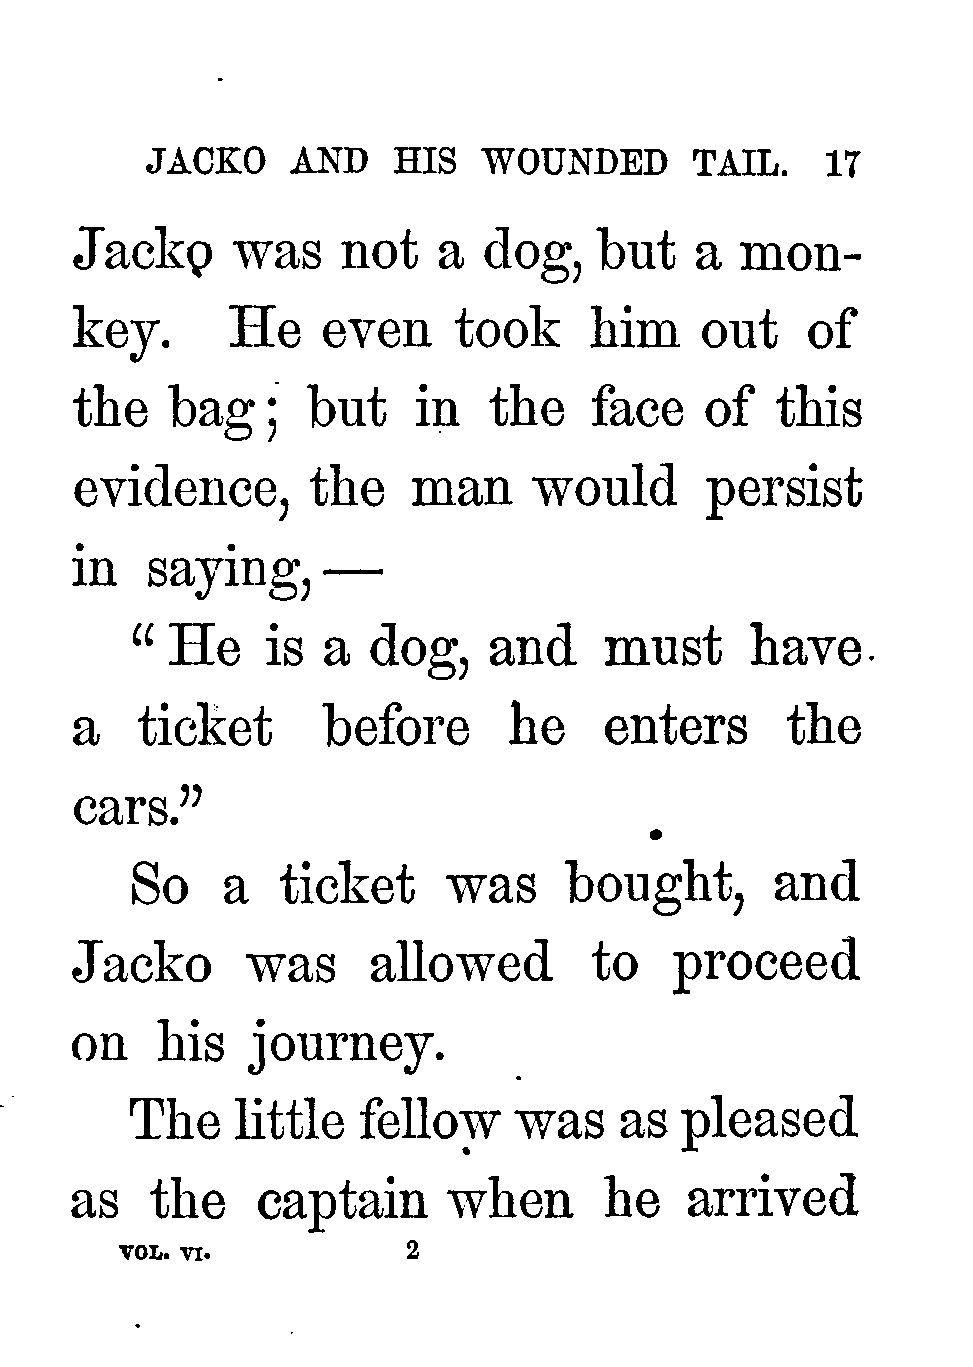 JACKO AND HIS WOUNDED TAIL. 17
Jacko was not a dog, but a mon-
key. He even took him out of
the bag; but in the face of this
evidence, the man would persist
in saying,—
“He is a dog, and must have
a ticket before he enters the
cars.”
So a ticket was bought, and
Jacko was allowed to proceed
on his journey.
The little fellow was as pleased
as the captain when he arrived
VOL. VI. 2